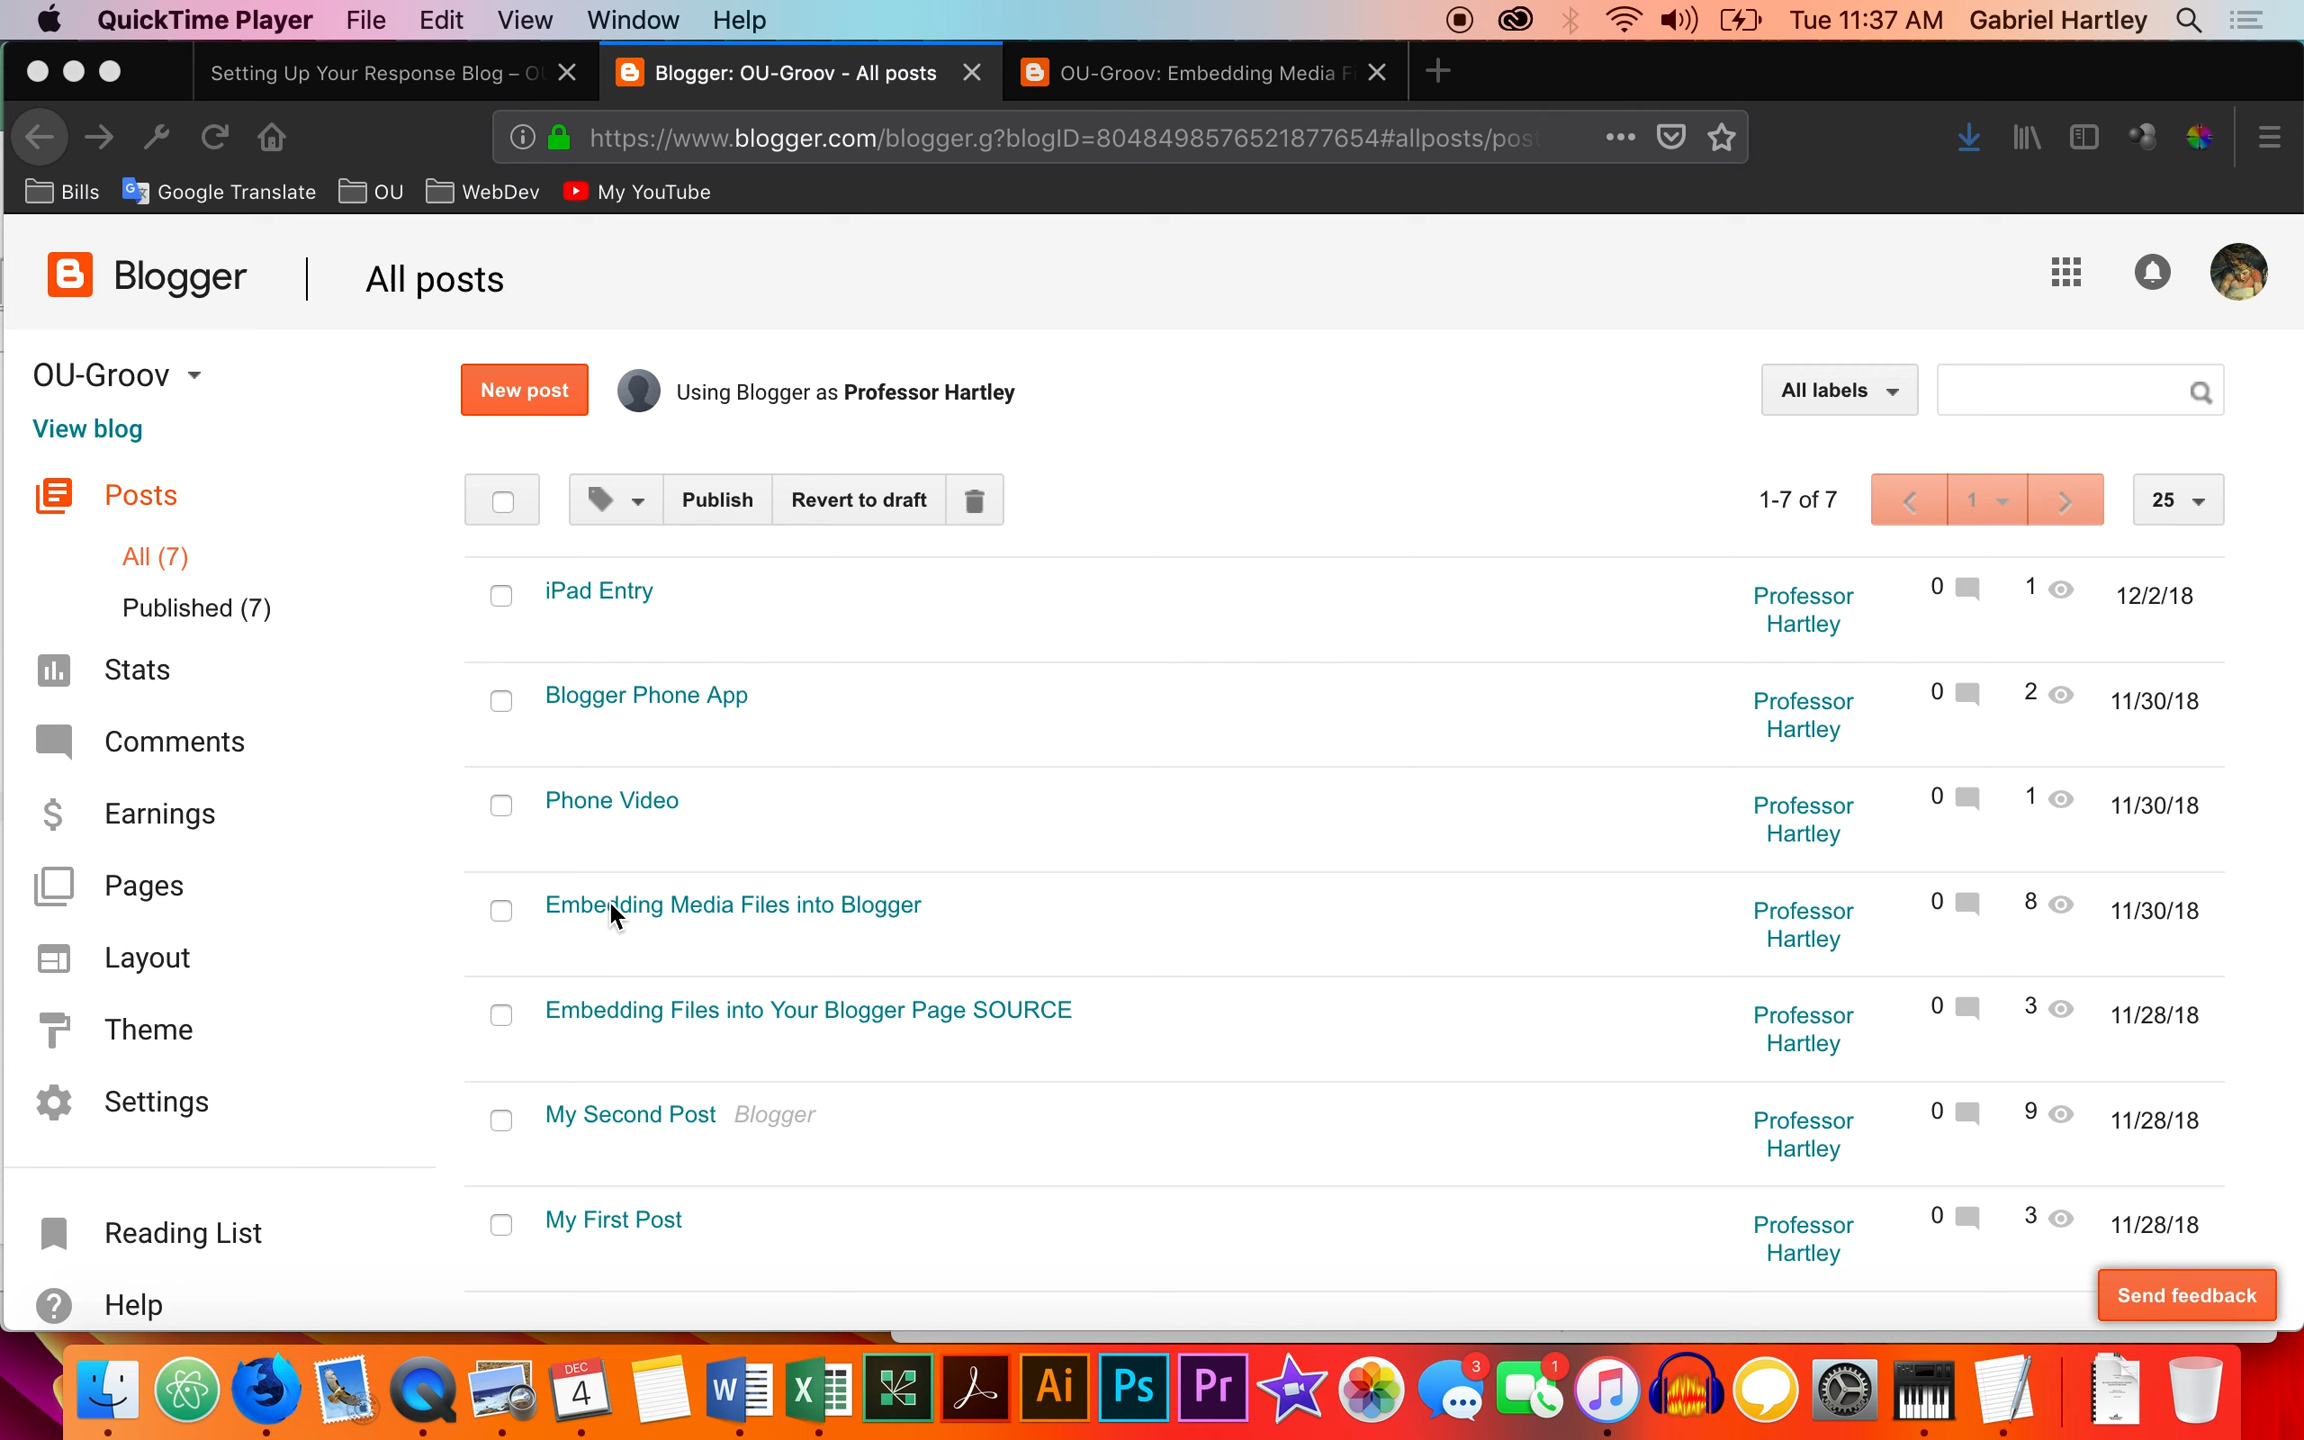 QuickTime Player File Edit View Window Help Tue 11:37 AM Gabriel Hartley
Setting Up Your Response Blog – OU Blogger: OU-Groov - All posts OU-Groov: Embedding Media Fi
https://www.blogger.com/blogger.g?blogID=8048498576521877654#allposts/post
Bills Google Translate OU WebDev My YouTube
Blogger All posts
OU-Groov
View blog
Posts
All (7)
Published (7)
Stats
Comments
Earnings
Pages
Layout
Theme
Settings
Reading List
Help
New post Using Blogger as Professor Hartley All labels
Publish Revert to draft 1-7 of 7 1 25
iPad Entry Professor Hartley 0 1 12/2/18
Blogger Phone App Professor Hartley 0 2 11/30/18
Phone Video Professor Hartley 0 1 11/30/18
Embedding Media Files into Blogger Professor Hartley 0 8 11/30/18
Embedding Files into Your Blogger Page SOURCE Professor Hartley 0 3 11/28/18
My Second Post Blogger Professor Hartley 0 9 11/28/18
My First Post Professor Hartley 0 3 11/28/18
Send feedback
DEC
4 W X Ai Ps Pr 3 1